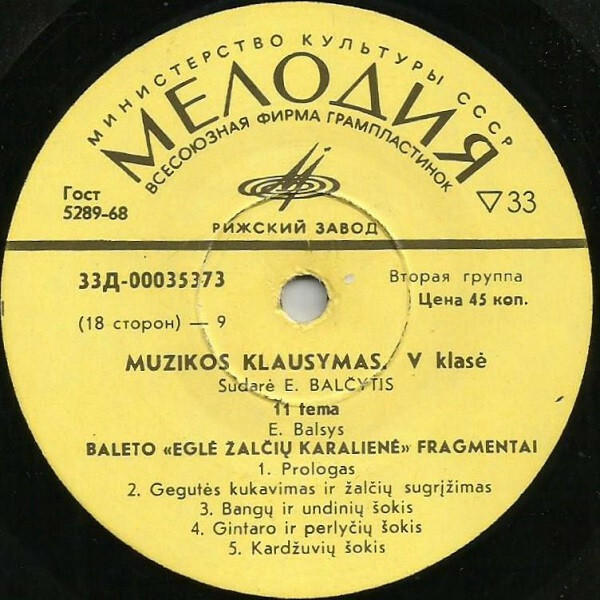 МИНИСТЕРСТВО КУЛЬТУРЫ СССР
МЕЛОДИЯ
ВСЕСОЮЗНАЯ ФИРМА ГРАМПЛАСТИНОК
Гост
5289-68
▽33
РИЖСКИЙ ЗАВОД
33Д-00035373
Вторая группа
Цена 45 коп.
(18 сторон) — 9
MUZIKOS KLAUSYMAS. V klasė
Sudarė E. BALČYTIS
11 tema
E. Balsys
BALETO «EGLĖ ŽALČIŲ KARALIENĖ» FRAGMENTAI
1. Prologas
2. Gegutės kukavimas ir žalčių sugrįžimas
3. Bangų ir undinių šokis
4. Gintaro ir perlyčių šokis
5. Kardžuvių šokis